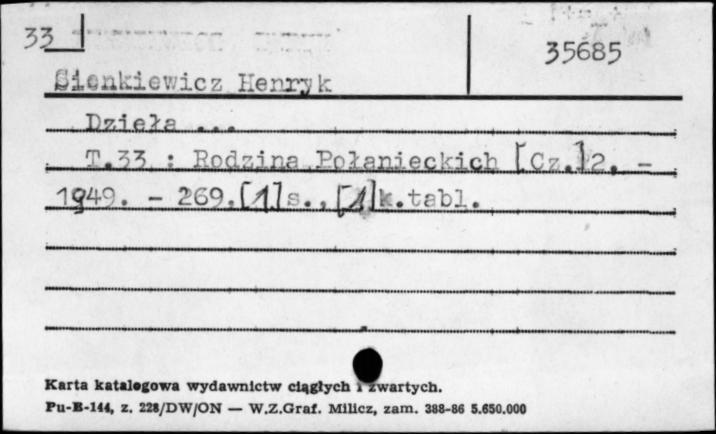 33
35685
Sienkiewicz Henryk
Dzieła ...
T.33 : Rodzina Połanieckich [Cz.]2. –
1949. – 269,[1]s., [1]k.tabl.
Karta katalogowa wydawnictw ciągłych i zwartych.
Pu-B-144, z. 228/DW/ON — W.Z.Graf. Milicz, zam. 388-86 5.650.000